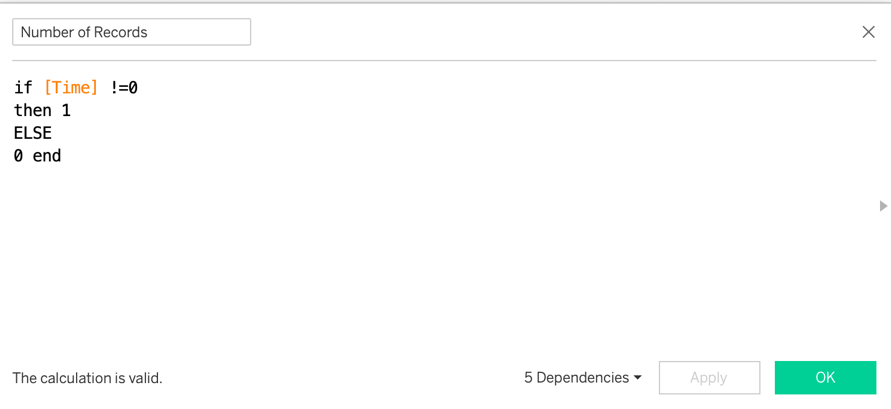 Number of Records
if [Time] !=0
then 1
ELSE
0 end
The calculation is valid.
5 Dependencies
Apply
OK